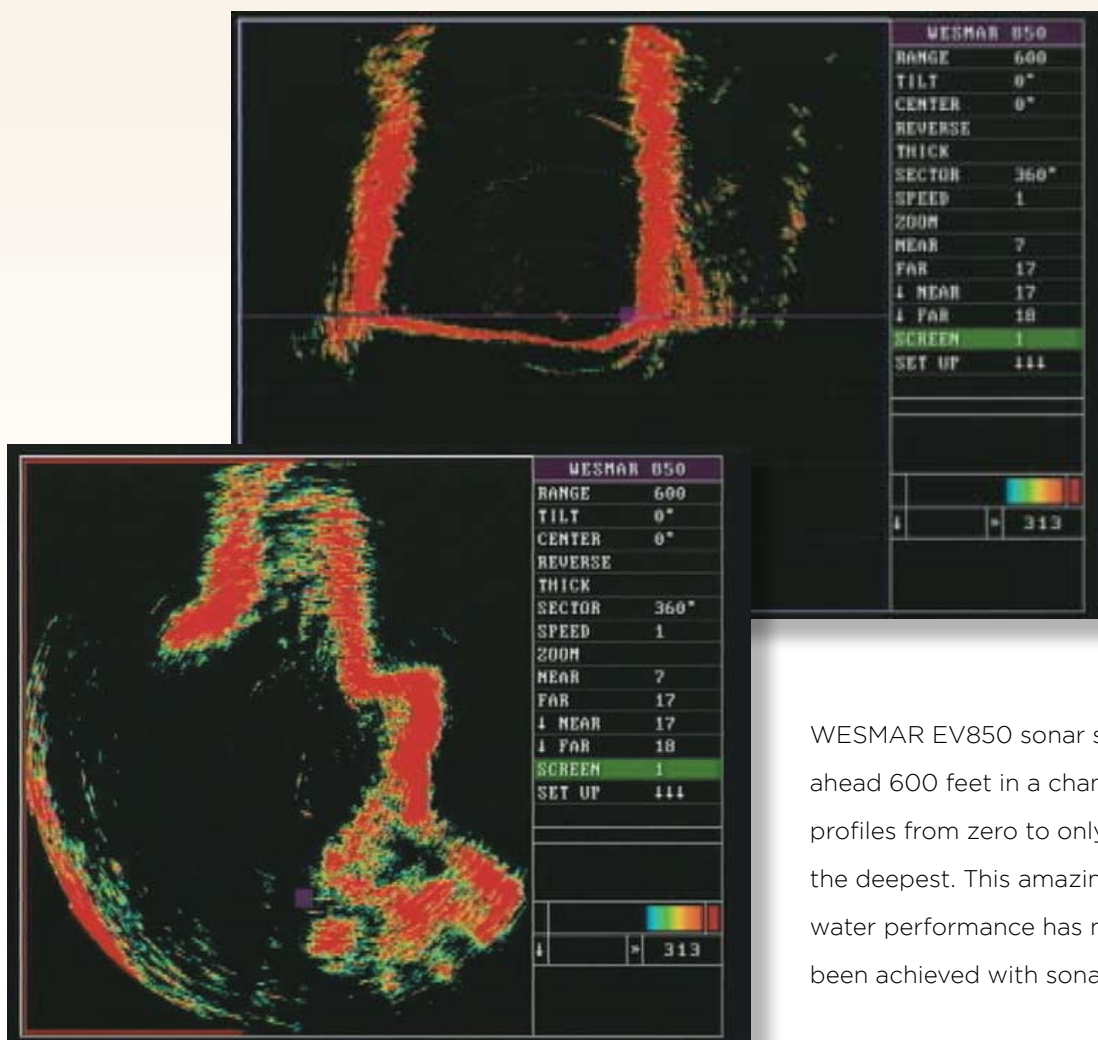 WESMAR 850
RANGE 600
TILT 0°
CENTER 0°
REVERSE
THICK
SECTOR 360°
SPEED 1
ZOOM
NEAR 7
FAR 17
↓ NEAR 17
↓ FAR 18
SCREEN 1
SET UP ↓↓↓
↓ » 313
WESMAR 850
RANGE 600
TILT 0°
CENTER 0°
REVERSE
THICK
SECTOR 360°
SPEED 1
ZOOM
NEAR 7
FAR 17
↓ NEAR 17
↓ FAR 18
SCREEN 1
SET UP ↓↓↓
↓ » 313
WESMAR EV850 sonar
ahead 600 feet in a
profiles from zero to
the deepest. This
water performance has
been achieved with